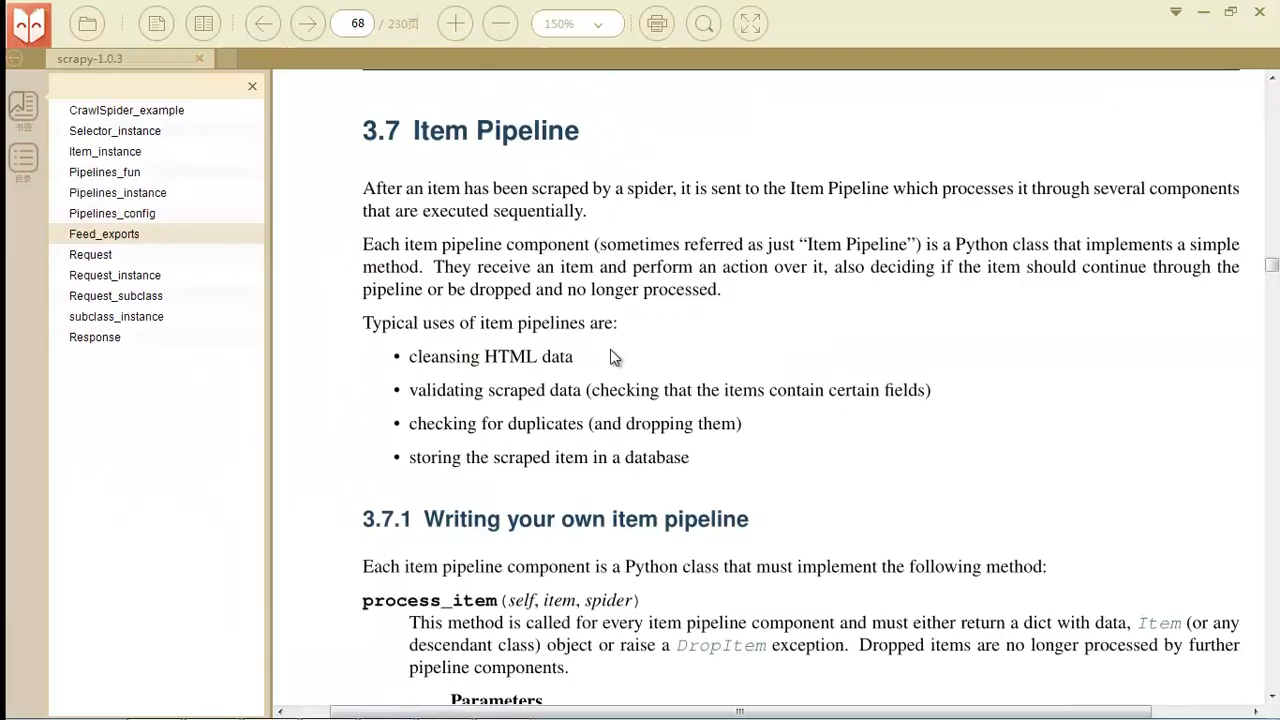 68 / 230页
150%
scrapy-1.0.3
书签
目录
CrawlSpider_example
Selector_instance
Item_instance
Pipelines_fun
Pipelines_instance
Pipelines_config
Feed_exports
Request
Request_instance
Request_subclass
subclass_instance
Response
3.7 Item Pipeline
After an item has been scraped by a spider, it is sent to the Item Pipeline which processes it through several components
that are executed sequentially.
Each item pipeline component (sometimes referred as just “Item Pipeline”) is a Python class that implements a simple
method. They receive an item and perform an action over it, also deciding if the item should continue through the
pipeline or be dropped and no longer processed.
Typical uses of item pipelines are:
• cleansing HTML data
• validating scraped data (checking that the items contain certain fields)
• checking for duplicates (and dropping them)
• storing the scraped item in a database
3.7.1 Writing your own item pipeline
Each item pipeline component is a Python class that must implement the following method:
process_item(self, item, spider)
This method is called for every item pipeline component and must either return a dict with data, Item (or any
descendant class) object or raise a DropItem exception. Dropped items are no longer processed by further
pipeline components.
Parameters